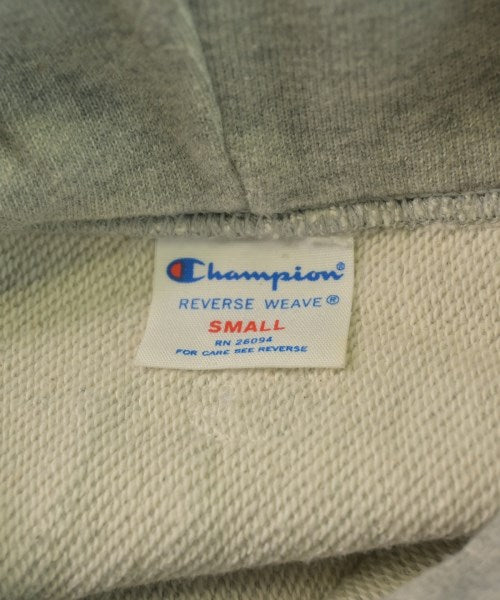 Champion®
REVERSE WEAVE®
SMALL
RN 26094
FOR CARE SEE REVERSE